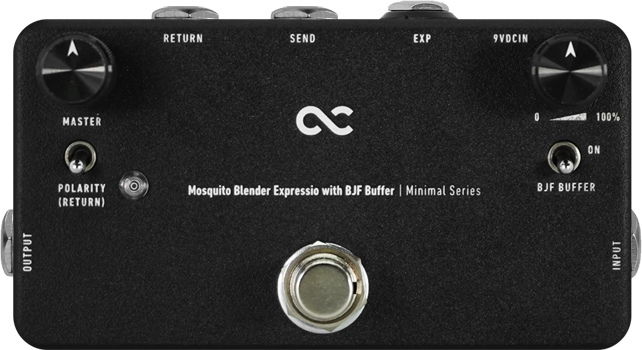 RETURN SEND EXP 9VDCIN
MASTER
0 100%
ON
POLARITY
(RETURN)
BJF BUFFER
Mosquito Blender Expressio with BJF Buffer | Minimal Series
OUTPUT
INPUT